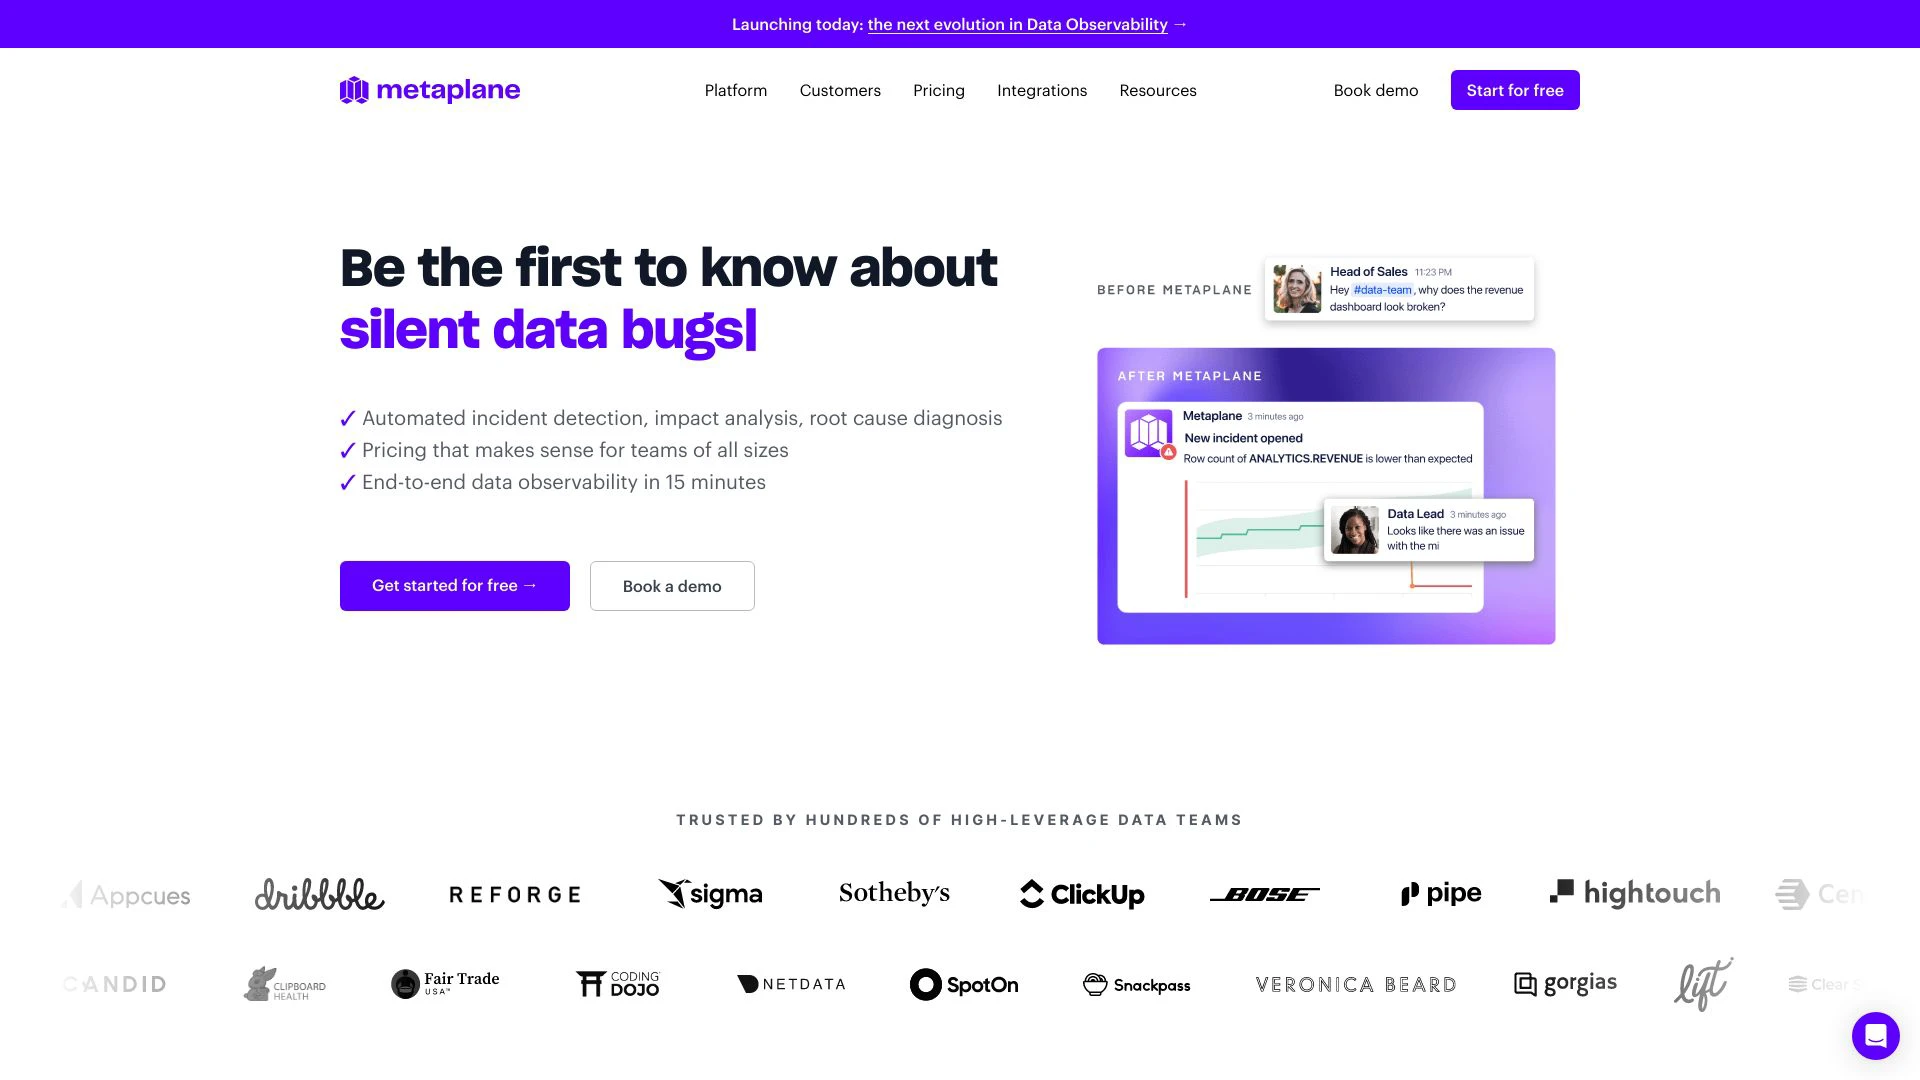 Launching today: the next evolution in Data Observability →
metaplane
Platform
Customers
Pricing
Integrations
Resources
Book demo
Start for free
Be the first to know about
silent data bugs|
✓ Automated incident detection, impact analysis, root cause diagnosis
✓ Pricing that makes sense for teams of all sizes
✓ End-to-end data observability in 15 minutes
Get started for free →
Book a demo
BEFORE METAPLANE
Head of Sales 11:23 PM
Hey #data-team, why does the revenue
dashboard look broken?
AFTER METAPLANE
Metaplane 3 minutes ago
New incident opened
Row count of ANALYTICS.REVENUE is lower than expected
Data Lead 3 minutes ago
Looks like there was an issue
with the mi
TRUSTED BY HUNDREDS OF HIGH-LEVERAGE DATA TEAMS
Appcues
dribbble
REFORGE
sigma
Sotheby's
ClickUp
BOSE
pipe
hightouch
Cen
CANDID
CLIPBOARD
HEALTH
Fair Trade
USA™
CODING
DOJO
NETDATA
SpotOn
Snackpass
VERONICA BEARD
gorgias
lift
Clear